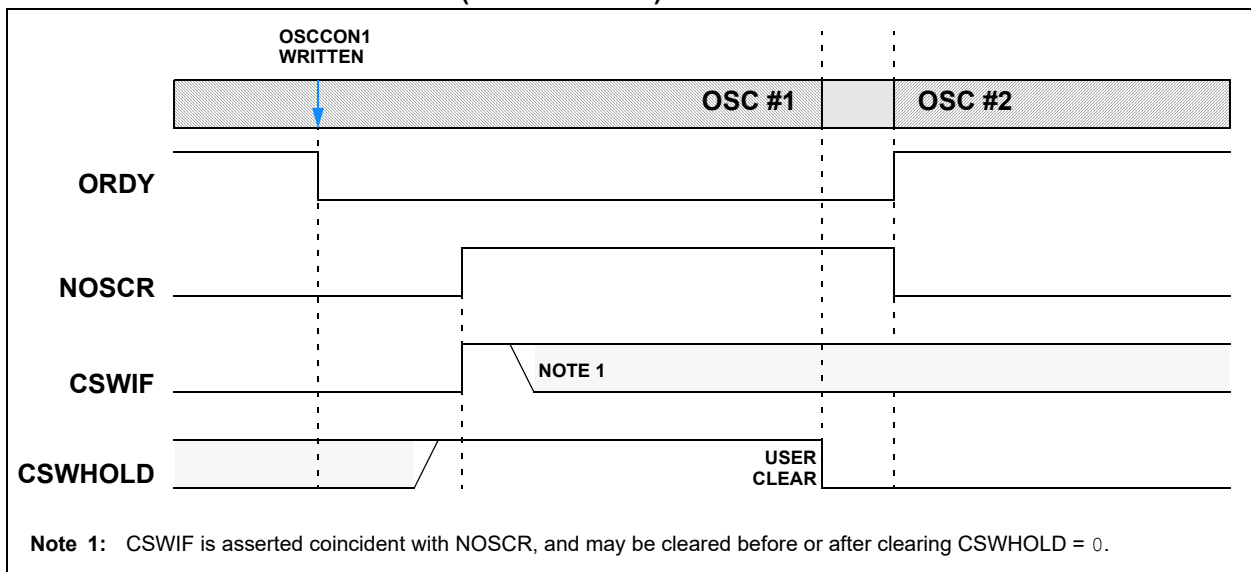 OSCCON1
WRITTEN
OSC #1
OSC #2
ORDY
NOSCR
CSWIF
NOTE 1
CSWHOLD
USER
CLEAR
Note 1: CSWIF is asserted coincident with NOSCR, and may be cleared before or after clearing CSWHOLD = 0.